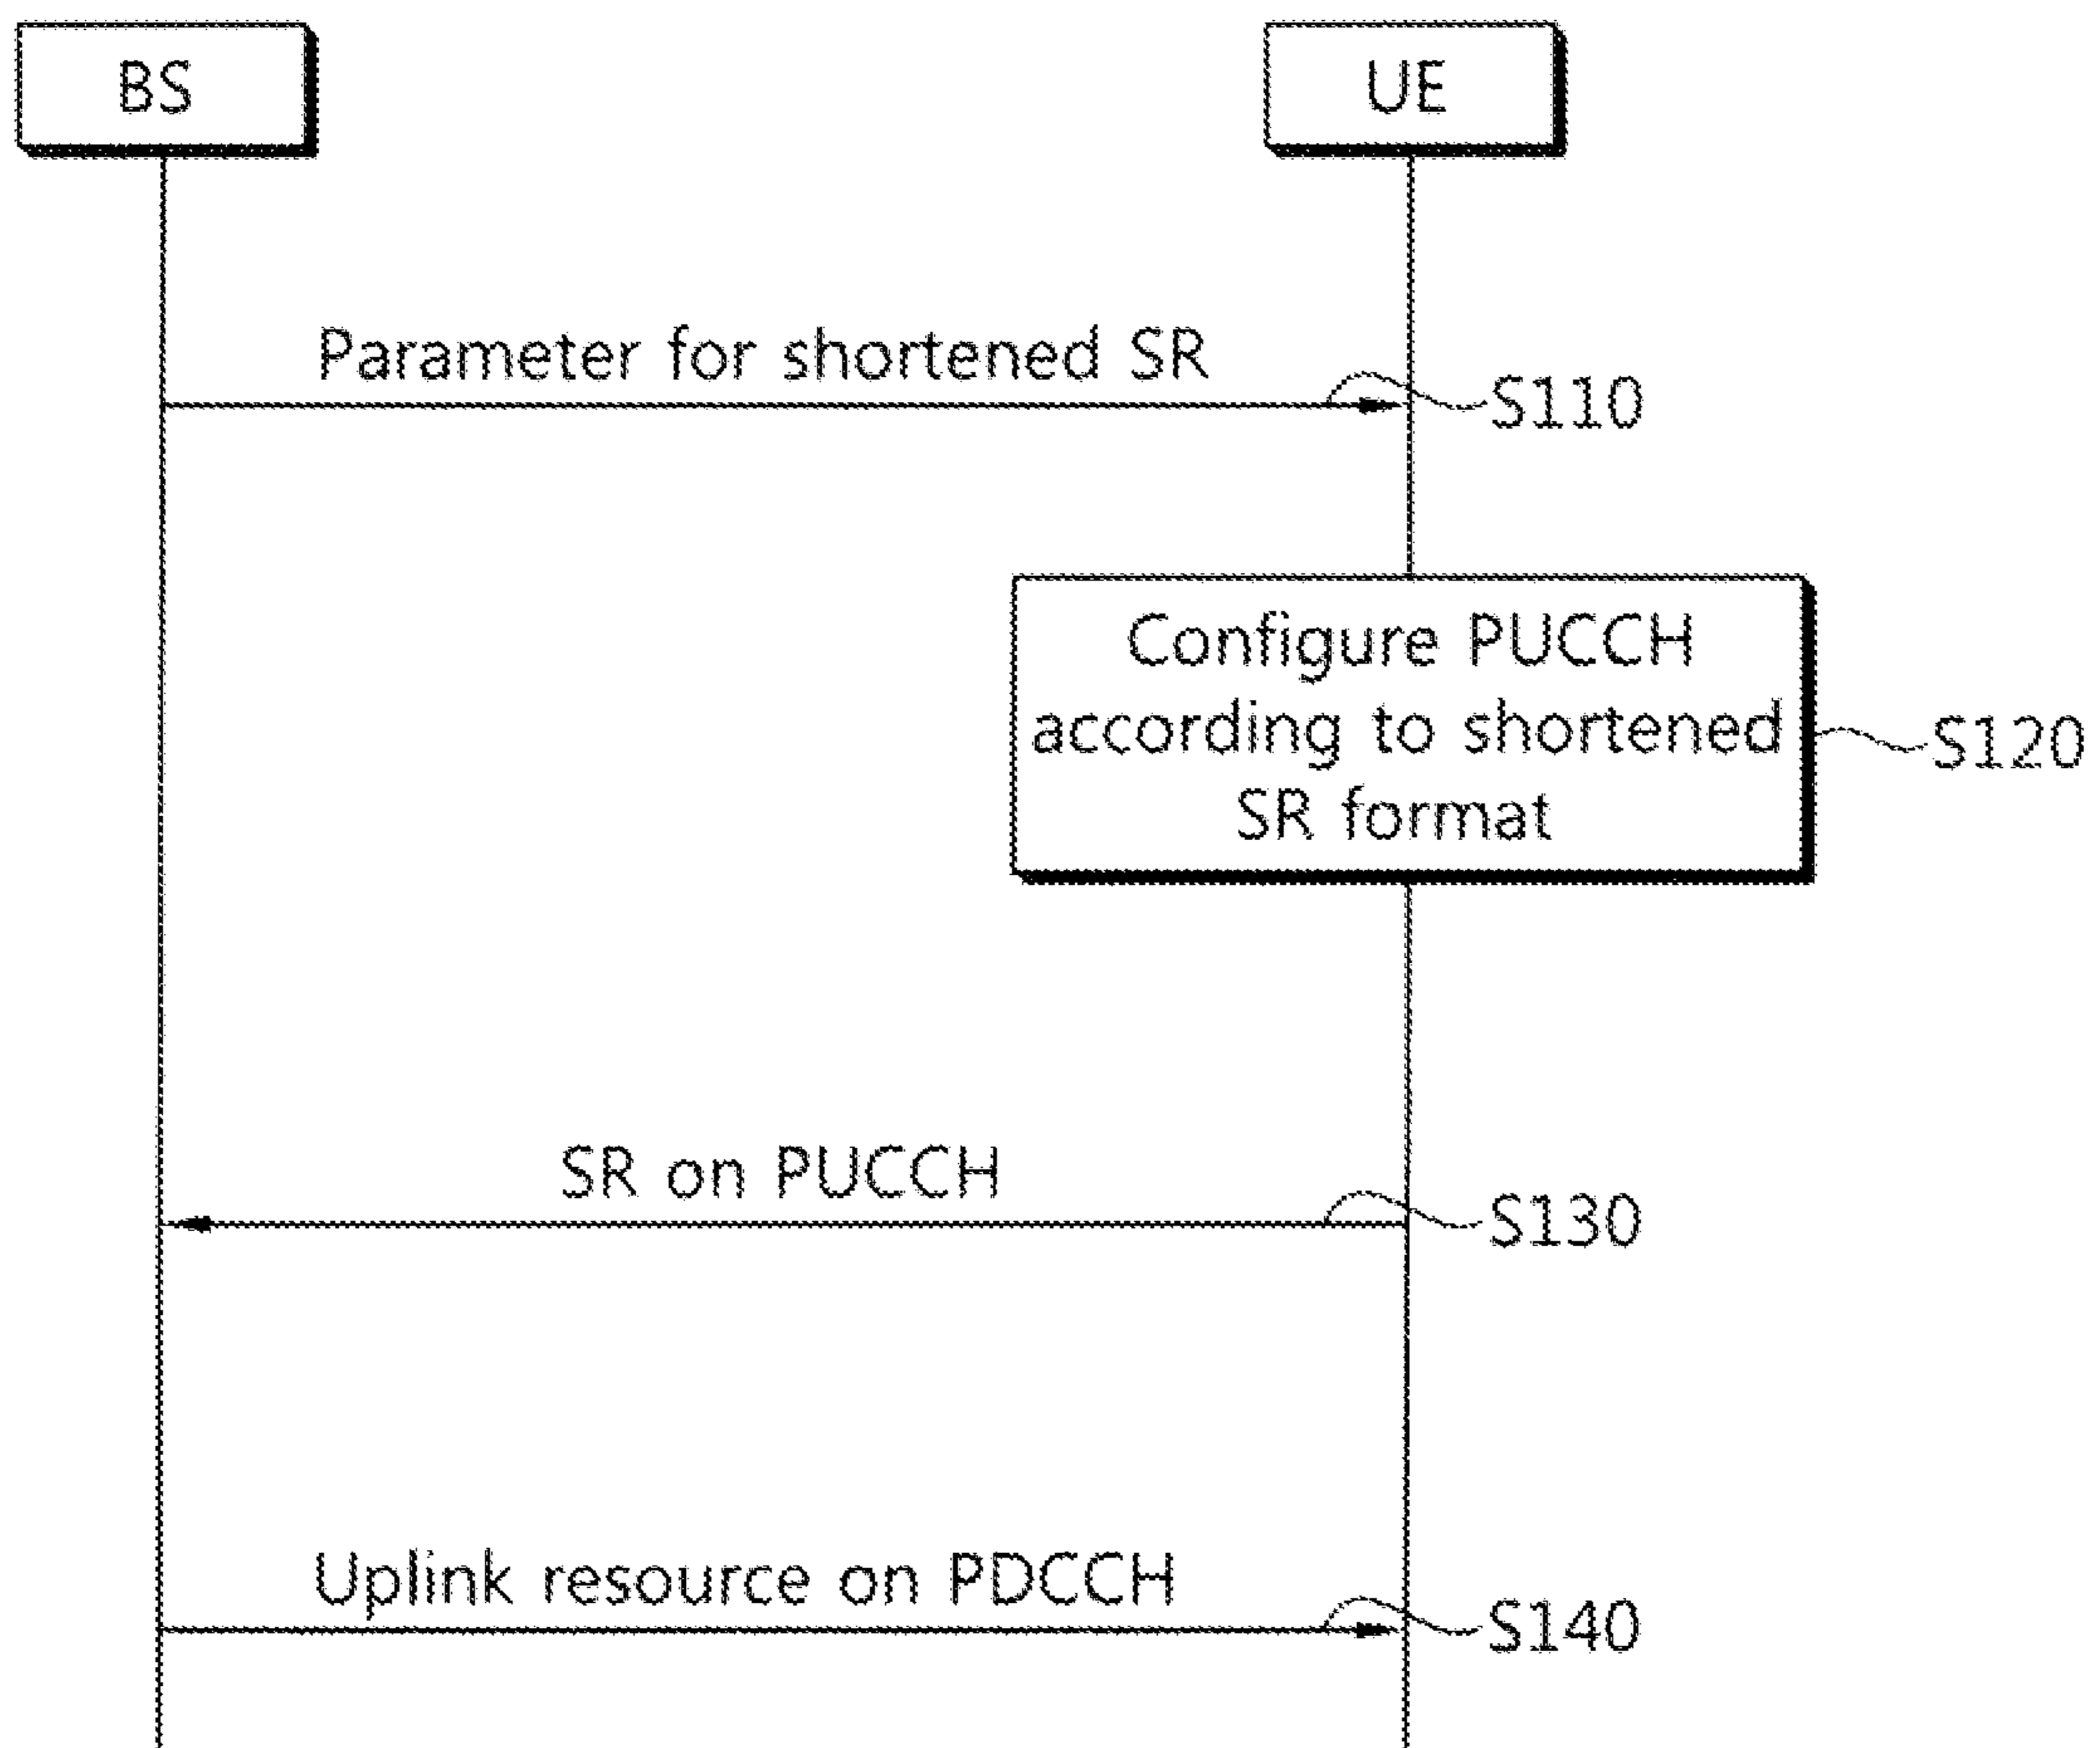 BS
UE
Parameter for shortened SR
S110
Configure PUCCH
according to shortened
SR format
S120
SR on PUCCH
S130
Uplink resource on PDCCH
S140